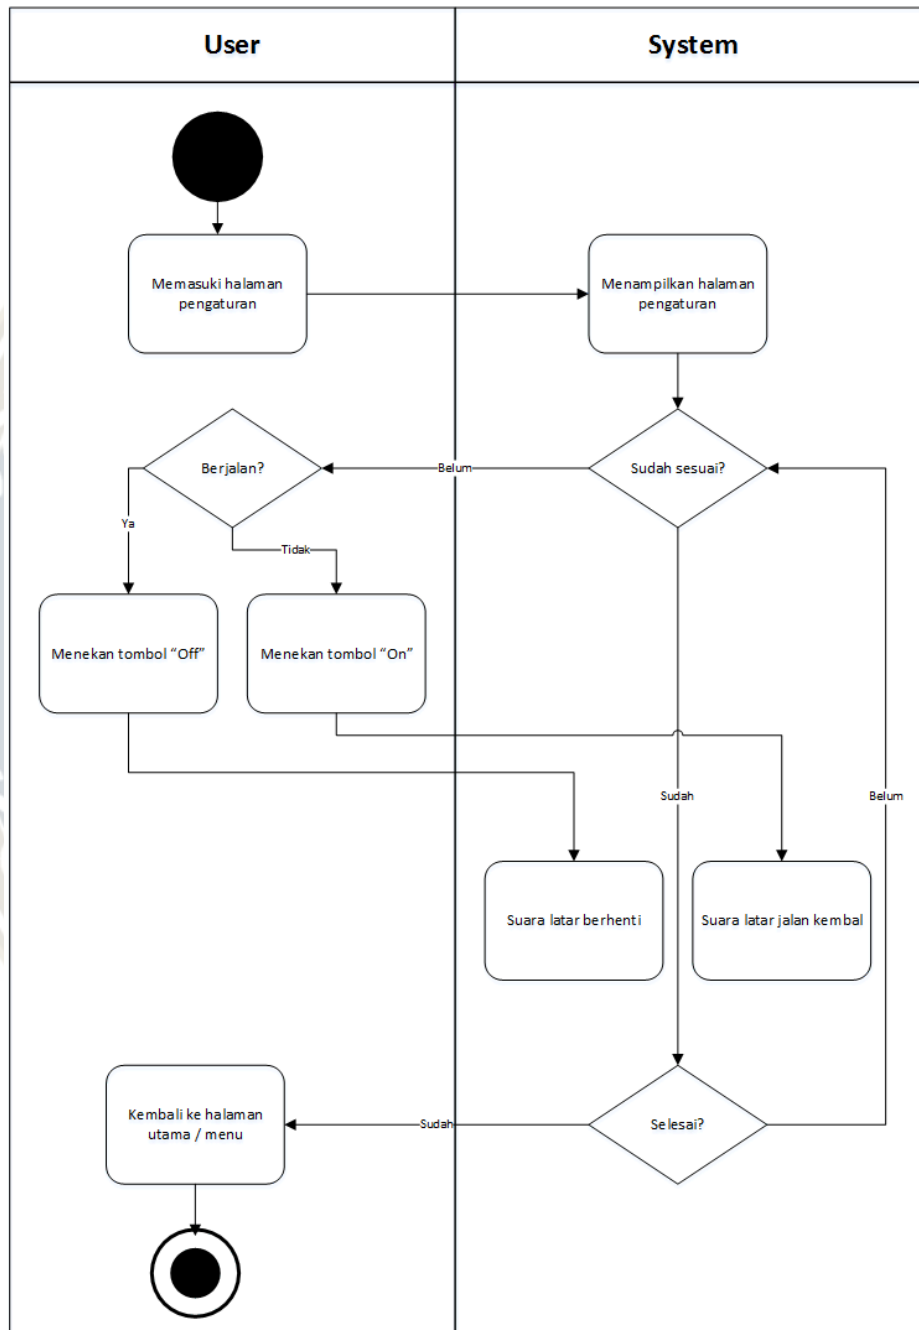 User
System
Memasuki halaman
pengaturan
Menampilkan halaman
pengaturan
Berjalan?
Belum
Sudah sesuai?
Ya
Tidak
Menekan tombol “Off”
Menekan tombol “On”
Sudah
Belum
Suara latar berhenti
Suara latar jalan kembal
Kembali ke halaman
utama / menu
Sudah
Selesai?